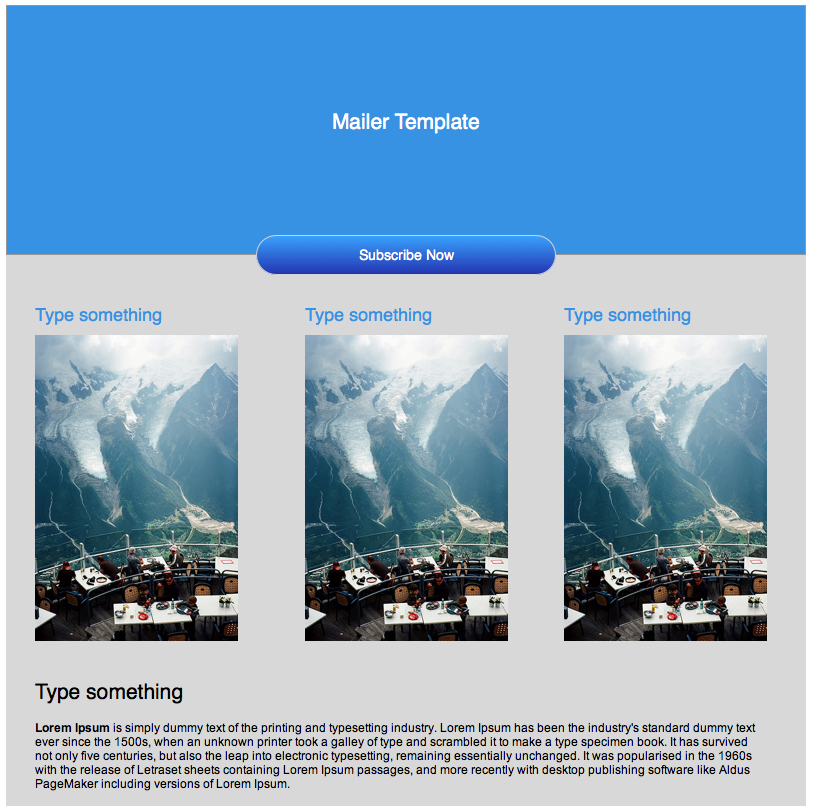 Mailer Template
Subscribe Now
Type something
Type something
Type something
Type something
Lorem Ipsum is simply dummy text of the printing and typesetting industry. Lorem Ipsum has been the industry's standard dummy text
ever since the 1500s, when an unknown printer took a galley of type and scrambled it to make a type specimen book. It has survived
not only five centuries, but also the leap into electronic typesetting, remaining essentially unchanged. It was popularised in the 1960s
with the release of Letraset sheets containing Lorem Ipsum passages, and more recently with desktop publishing software like Aldus
PageMaker including versions of Lorem Ipsum.